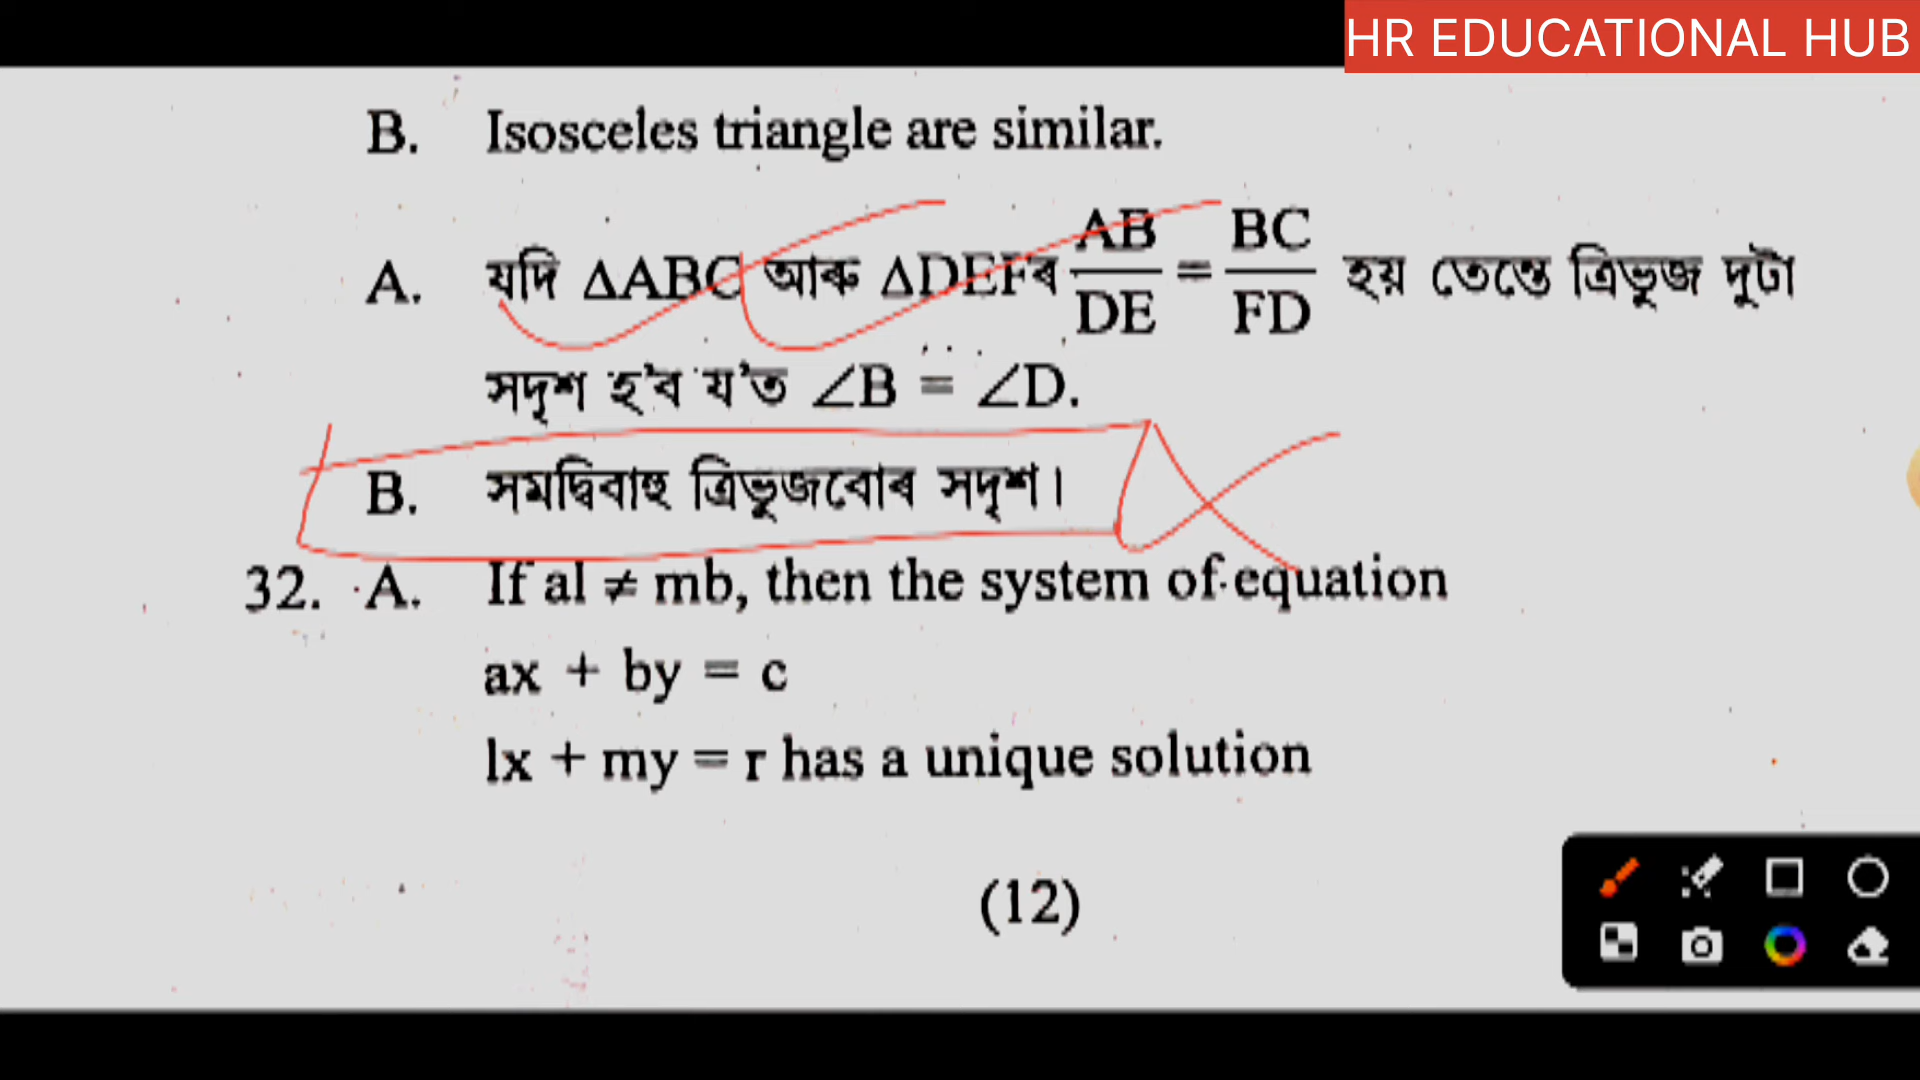 HR EDUCATIONAL HUB
B. Isosceles triangle are similar.
A. যদি ΔABC আৰু ΔDEFৰ AB/DE = BC/FD হয় তেন্তে ত্ৰিভূজ দুটা
সদৃশ হ'ব য'ত ∠B = ∠D.
B. সমদ্বিবাহু ত্ৰিভূজবোৰ সদৃশ।
32. A. If al ≠ mb, then the system of equation
ax + by = c
lx + my = r has a unique solution
(12)